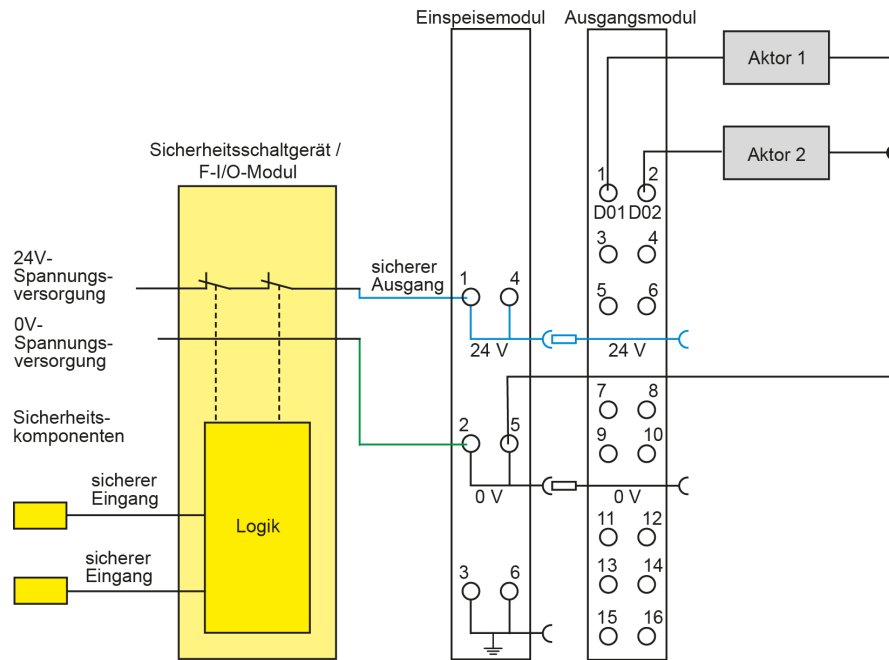 Einspeisemodul
Ausgangsmodul
Aktor 1
Aktor 2
Sicherheitsschaltgerät /
F-I/O-Modul
1
2
D01
D02
3
4
24V-
Spannungs-
versorgung
sicherer
Ausgang
1
4
5
6
24 V
24 V
0V-
Spannungs-
versorgung
7
8
Sicherheits-
komponenten
2
5
9
10
0 V
0 V
sicherer
Eingang
Logik
11
12
sicherer
Eingang
3
6
13
14
15
16